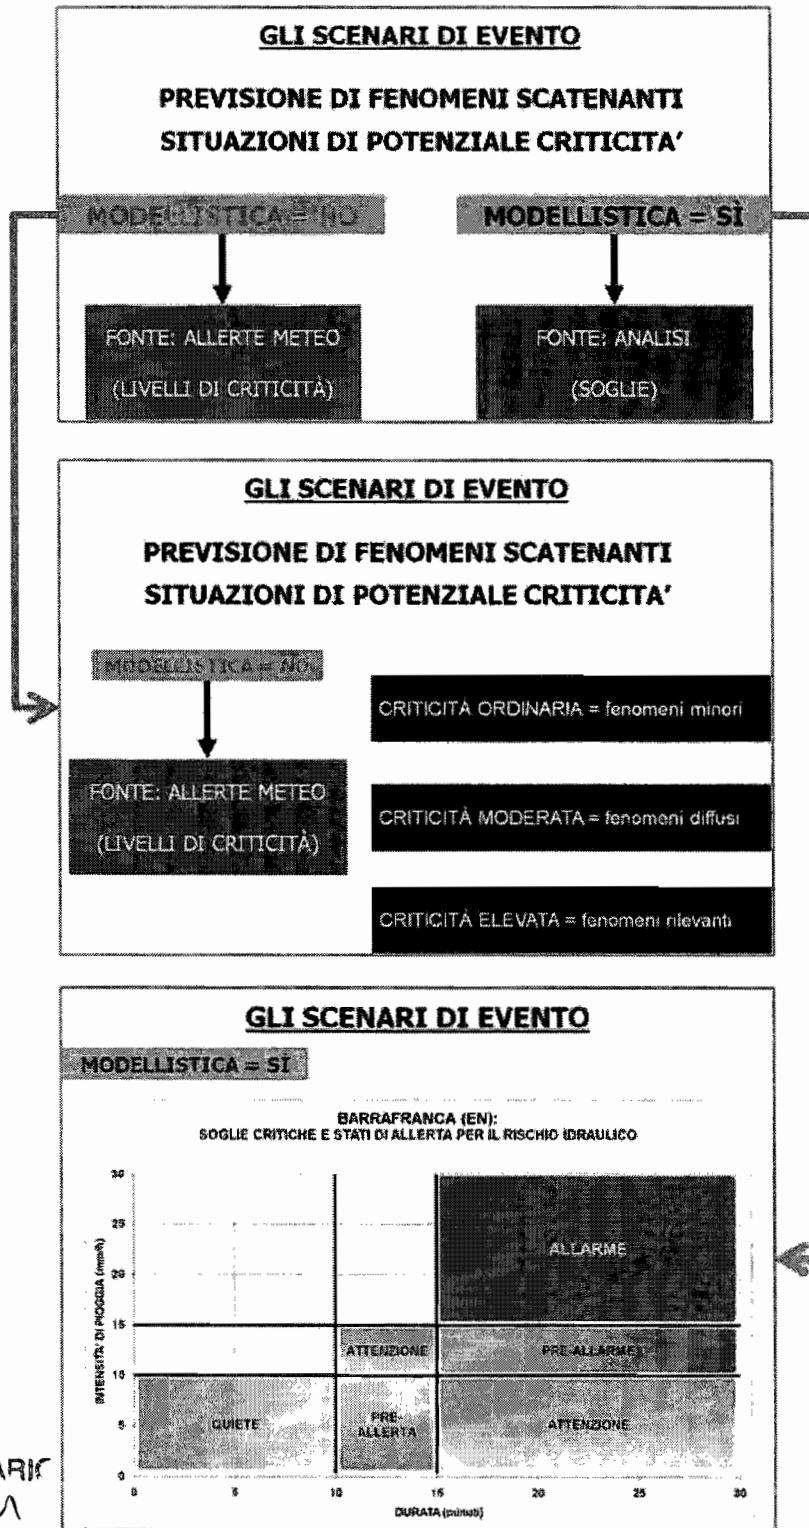 GLI SCENARI DI EVENTO
PREVISIONE DI FENOMENI SCATENANTI
SITUAZIONI DI POTENZIALE CRITICITA'
MODELLISTICA = NO
MODELLISTICA = SÌ
FONTE: ALLERTE METEO
(LIVELLI DI CRITICITÀ)
FONTE: ANALISI
(SOGLIE)
GLI SCENARI DI EVENTO
PREVISIONE DI FENOMENI SCATENANTI
SITUAZIONI DI POTENZIALE CRITICITA'
MODELLISTICA = NO
FONTE: ALLERTE METEO
(LIVELLI DI CRITICITÀ)
CRITICITÀ ORDINARIA = fenomeni minori
CRITICITÀ MODERATA = fenomeni diffusi
CRITICITÀ ELEVATA = fenomeni rilevanti
GLI SCENARI DI EVENTO
MODELLISTICA = SÌ
BARRAFRANCA (EN):
SOGLIE CRITICHE E STATI DI ALLERTA PER IL RISCHIO IDRAULICO
INTENSITA' DI PIOGGIA (mm/h)
30
25
20
15
10
5
0
ALLARME
ATTENZIONE
PRE-ALLARME
QUIETE
PRE-
ALLERTA
ATTENZIONE
0 5 10 15 20 25 30
DURATA (minuti)